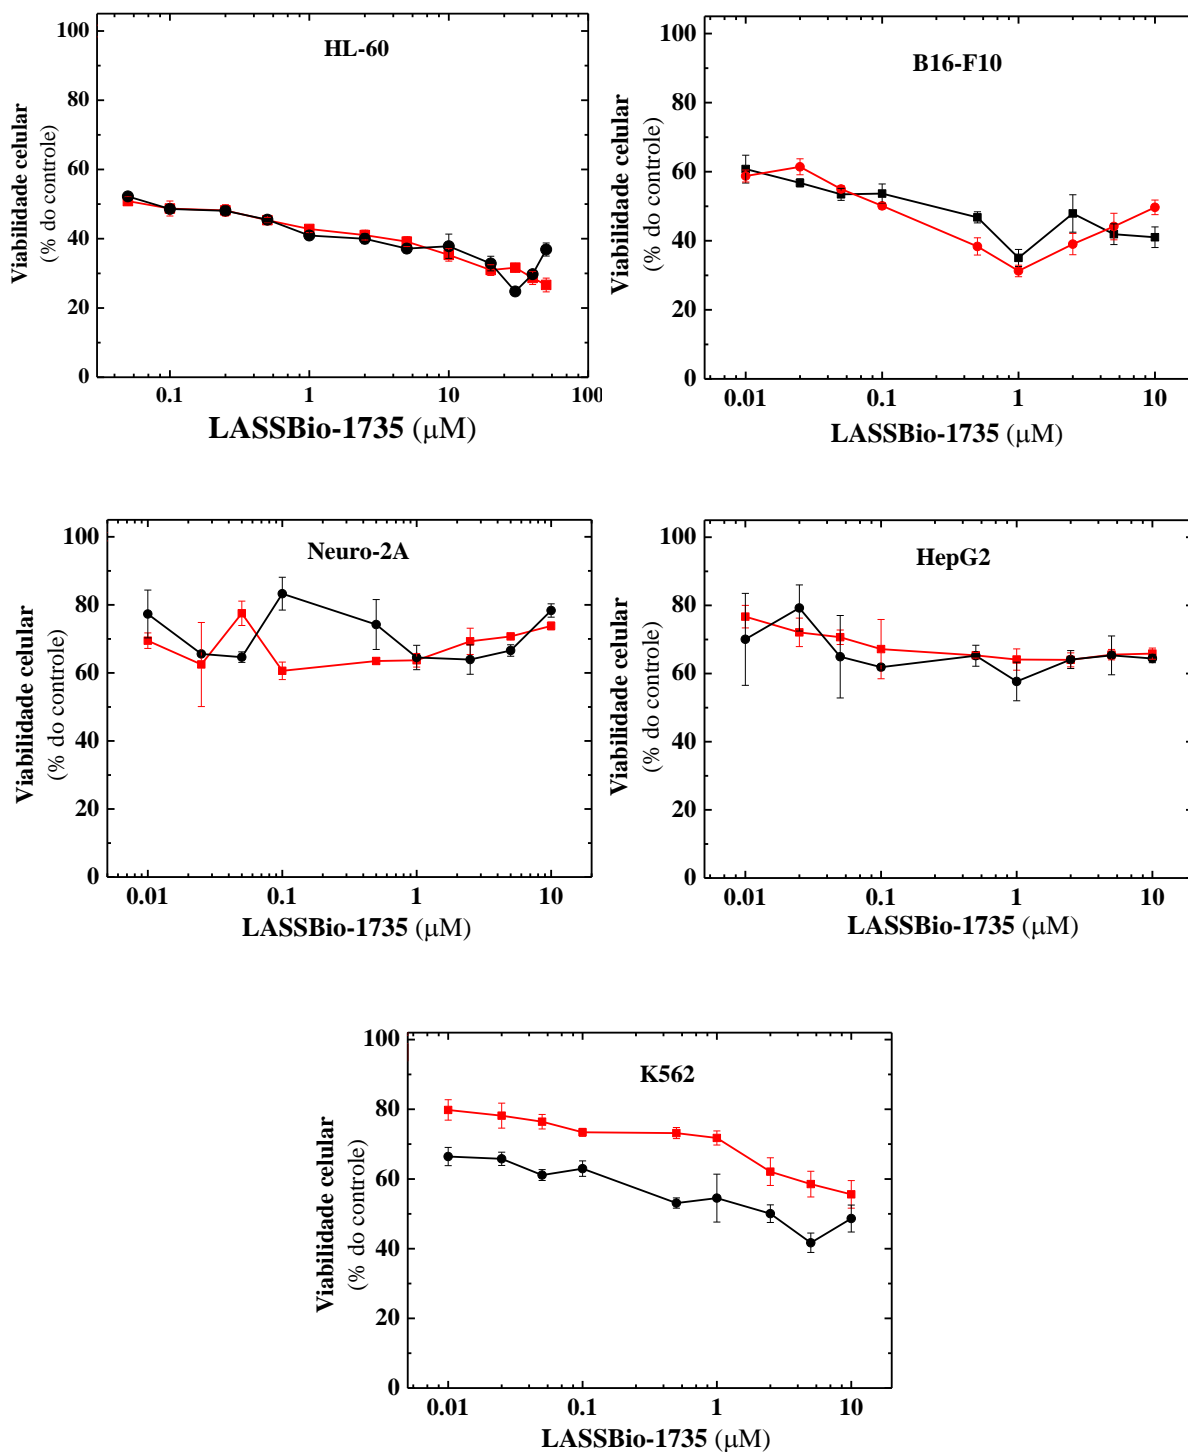 HL-60
Viabilidade celular
(% do controle)
100
80
60
40
20
0
0.1
1
10
100
LASSBio-1735 (μM)
B16-F10
Viabilidade celular
(% do controle)
100
80
60
40
20
0
0.01
0.1
1
10
LASSBio-1735 (μM)
Neuro-2A
Viabilidade celular
(% do controle)
100
80
60
40
20
0
0.01
0.1
1
10
LASSBio-1735 (μM)
HepG2
Viabilidade celular
(% do controle)
100
80
60
40
20
0
0.01
0.1
1
10
LASSBio-1735 (μM)
K562
Viabilidade celular
(% do controle)
100
80
60
40
20
0
0.01
0.1
1
10
LASSBio-1735 (μM)